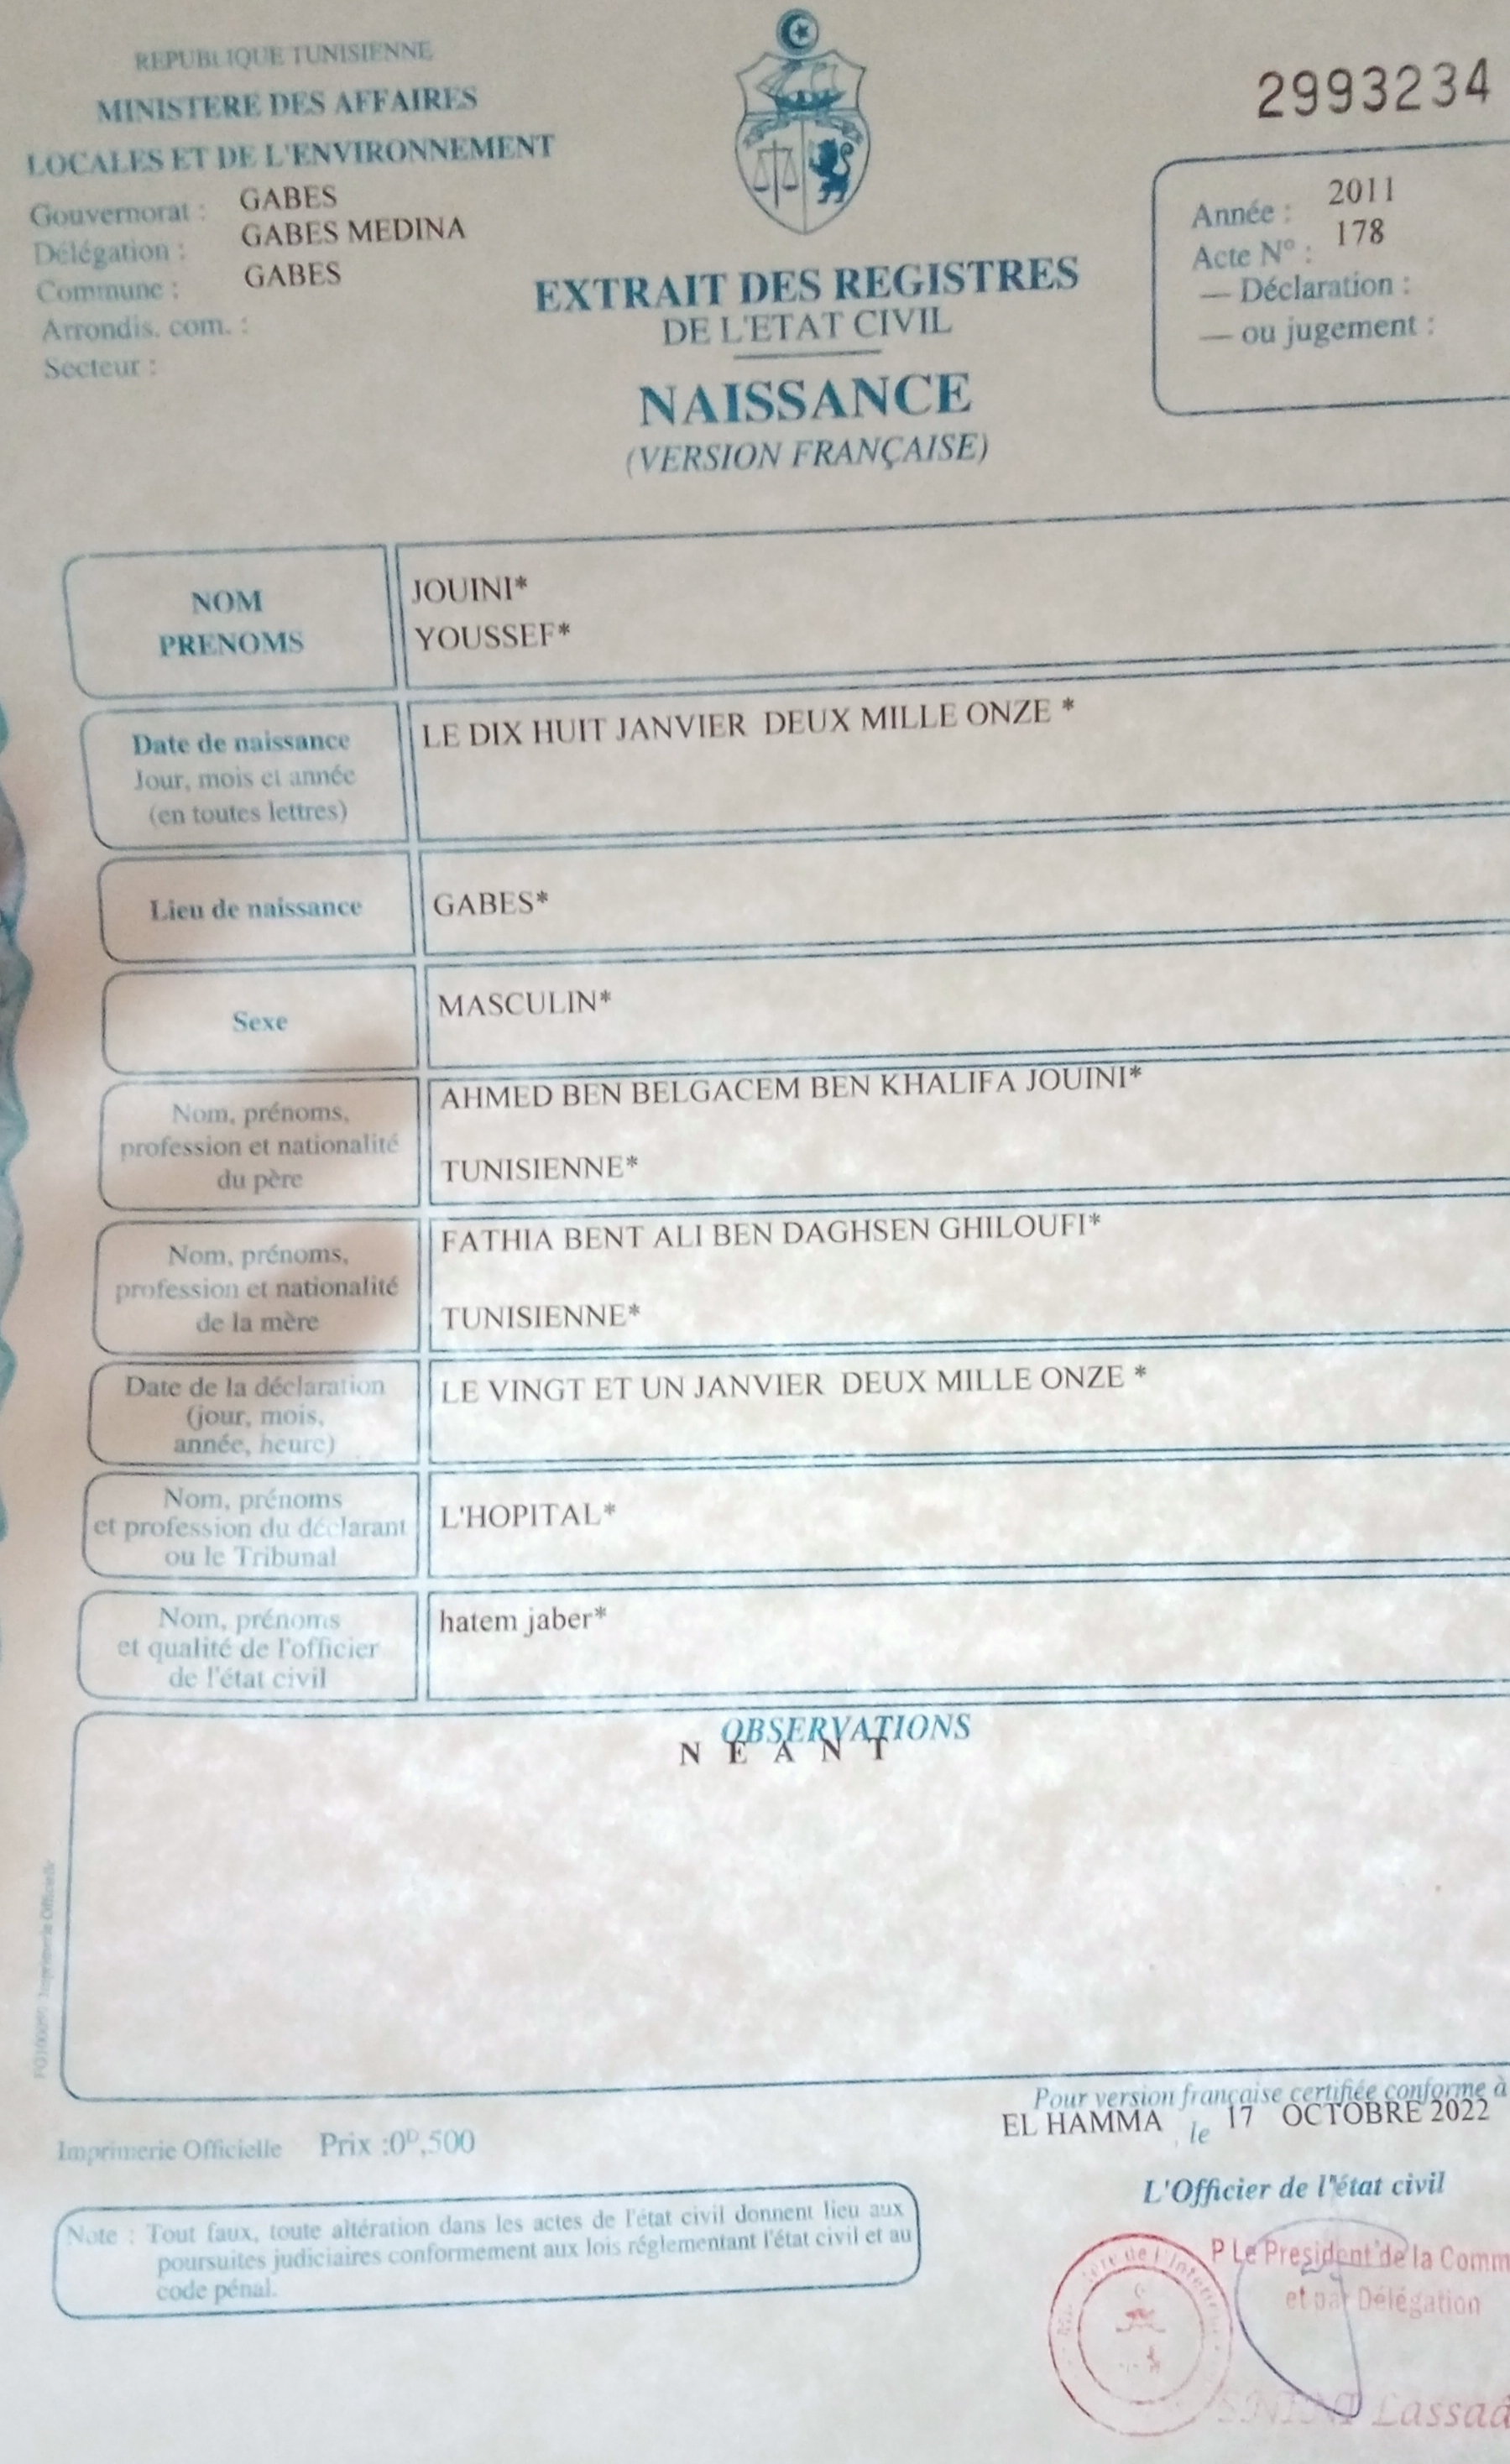 REPUBLIQUE TUNISIENNE
MINISTERE DES AFFAIRES
LOCALES ET DE L'ENVIRONNEMENT
Gouvernorat : GABES
Délégation : GABES MEDINA
Commune : GABES
Arrondis. com. :
Secteur :
2993234
Année : 2011
Acte N° : 178
— Déclaration :
— ou jugement :
EXTRAIT DES REGISTRES
DE L'ETAT CIVIL
NAISSANCE
(VERSION FRANÇAISE)
NOM
PRENOMS
JOUINI*
YOUSSEF*
Date de naissance
Jour, mois et année
(en toutes lettres)
LE DIX HUIT JANVIER DEUX MILLE ONZE *
Lieu de naissance
GABES*
Sexe
MASCULIN*
Nom, prénoms,
profession et nationalité
du père
AHMED BEN BELGACEM BEN KHALIFA JOUINI*
TUNISIENNE*
Nom, prénoms,
profession et nationalité
de la mère
FATHIA BENT ALI BEN DAGHSEN GHILOUFI*
TUNISIENNE*
Date de la déclaration
(jour, mois,
année, heure)
LE VINGT ET UN JANVIER DEUX MILLE ONZE *
Nom, prénoms
et profession du déclarant
ou le Tribunal
L'HOPITAL*
Nom, prénoms
et qualité de l'officier
de l'état civil
hatem jaber*
OBSERVATIONS
N E A N T
Imprimerie Officielle
Pour version française certifiée conforme à
EL HAMMA le 17 OCTOBRE 2022
Imprimerie Officielle Prix :0ᴰ,500
L'Officier de l'état civil
Note : Tout faux, toute altération dans les actes de l'état civil donnent lieu aux
poursuites judiciaires conformement aux lois réglementant l'état civil et au
code pénal.
P Le President de la Comm
et par Délégation
Lassaâ